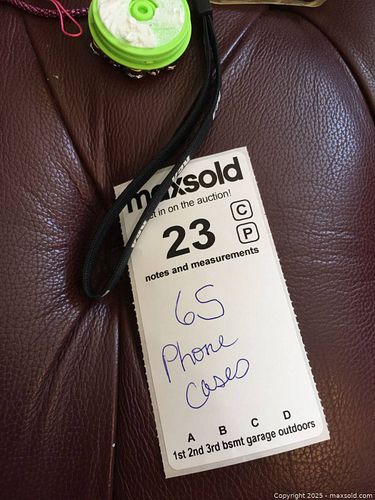 maxsold
get in on the auction!
23
C
P
notes and measurements
6S
Phone
Cases
A B C D
1st 2nd 3rd bsmt garage outdoors
Copyright 2025 - maxsold.com